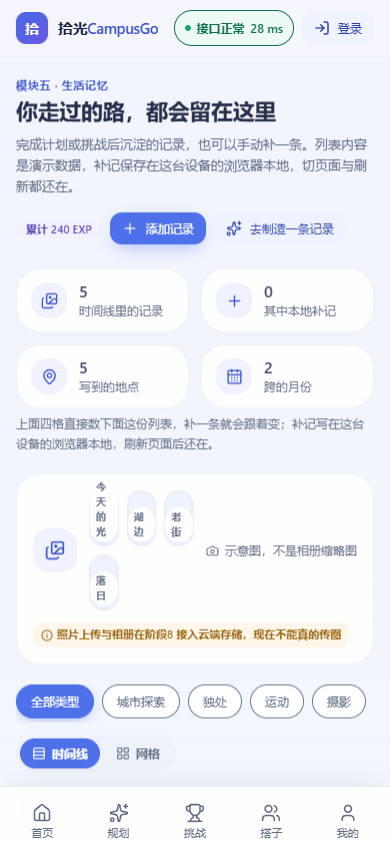 拾 拾光CampusGo 接口正常 28 ms 登录
模块五 · 生活记忆
你走过的路，都会留在这里
完成计划或挑战后沉淀的记录，也可以手动补一条。列表内容
是演示数据，补记保存在这台设备的浏览器本地，切页面与刷
新都还在。
累计 240 EXP 添加记录 去制造一条记录
5
时间线里的记录
0
其中本地补记
5
写到的地点
2
跨的月份
上面四格直接数下面这份列表，补一条就会跟着变；补记写在这台
设备的浏览器本地，刷新页面后还在。
今
天
的
光
湖
边
老
街
落
日
示意图，不是相册缩略图
照片上传与相册在阶段8 接入云端存储，现在不能真的传图
全部类型 城市探索 独处 运动 摄影
时间线 网格
首页 规划 挑战 搭子 我的